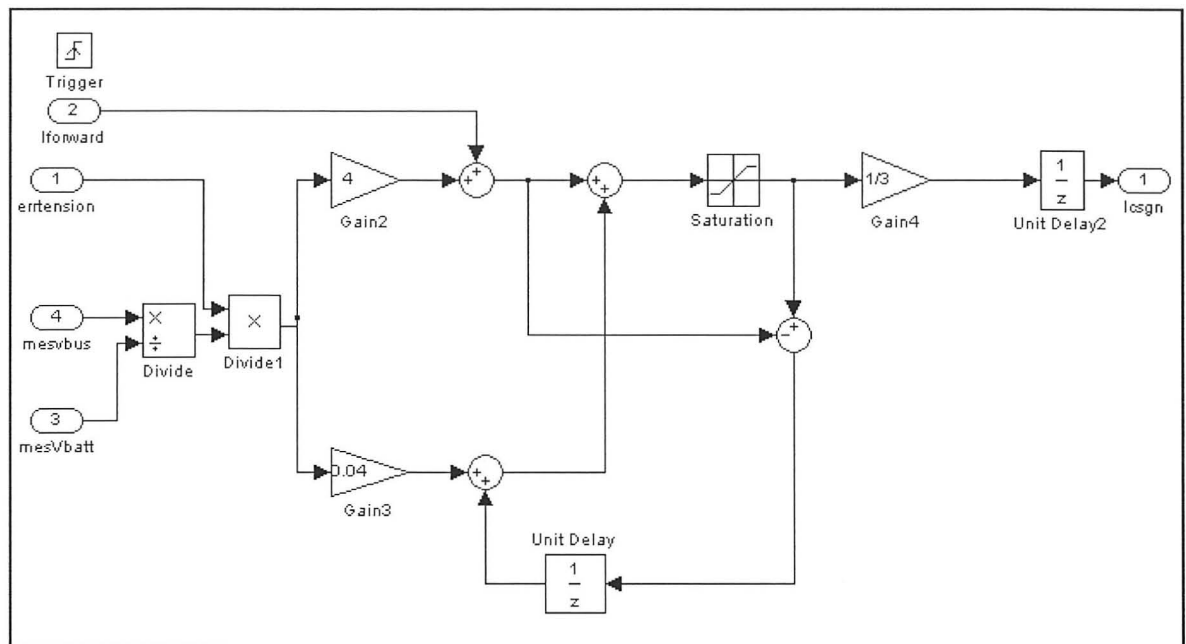 Trigger
2
Iforward
1
errtension
4
Gain2
+
+
+
+
Saturation
1/3
Gain4
1
z
Unit Delay2
1
Icsgn
4
mesvbus
×
÷
Divide
×
Divide1
+
−
3
mesVbatt
0.04
Gain3
+
+
Unit Delay
1
z